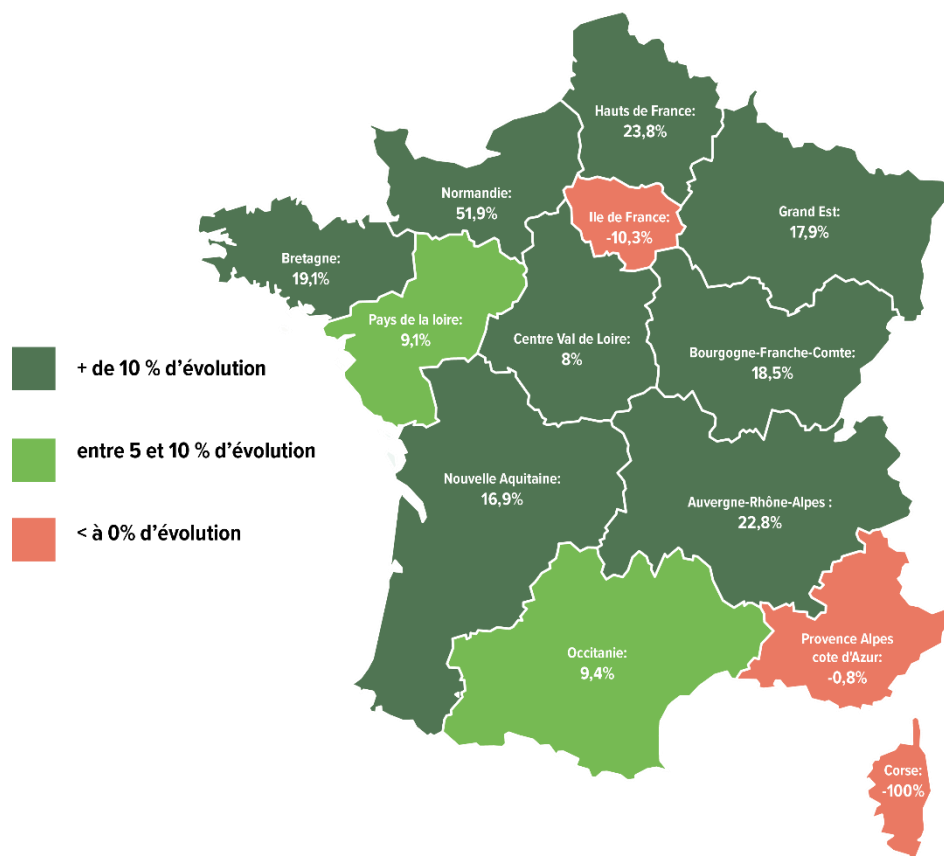 Hauts de France:
23,8%
Normandie:
51,9%
Ile de France:
-10,3%
Grand Est:
17,9%
Bretagne:
19,1%
Pays de la loire:
9,1%
Centre Val de Loire:
8%
Bourgogne-Franche-Comte:
18,5%
+ de 10 % d'évolution
entre 5 et 10 % d'évolution
< à 0% d'évolution
Nouvelle Aquitaine:
16,9%
Auvergne-Rhône-Alpes :
22,8%
Occitanie:
9,4%
Provence Alpes
cote d'Azur:
-0,8%
Corse:
-100%